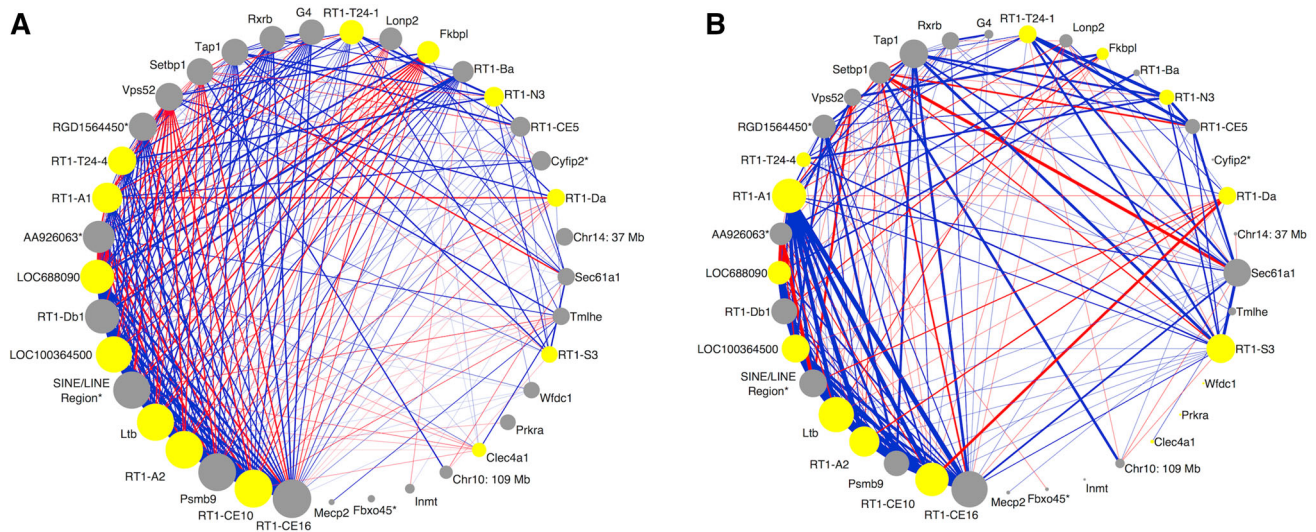 A
G4
RT1-T24-1
Rxrb
Lonp2
Tap1
Fkbpl
Setbp1
RT1-Ba
Vps52
RT1-N3
RGD1564450*
RT1-CE5
RT1-T24-4
Cyfip2*
RT1-A1
RT1-Da
AA926063*
Chr14: 37 Mb
LOC688090
Sec61a1
RT1-Db1
Tmlhe
LOC100364500
RT1-S3
SINE/LINE
Region*
Wfdc1
Ltb
Prkra
RT1-A2
Clec4a1
Psmb9
Chr10: 109 Mb
RT1-CE10
Inmt
RT1-CE16
Mecp2
Fbxo45*
B
G4
RT1-T24-1
Rxrb
Lonp2
Tap1
Fkbpl
Setbp1
RT1-Ba
Vps52
RT1-N3
RGD1564450*
RT1-CE5
RT1-T24-4
Cyfip2*
RT1-A1
RT1-Da
AA926063*
Chr14: 37 Mb
LOC688090
Sec61a1
RT1-Db1
Tmlhe
LOC100364500
RT1-S3
SINE/LINE
Region*
Wfdc1
Ltb
Prkra
RT1-A2
Clec4a1
Psmb9
Chr10: 109 Mb
RT1-CE10
Inmt
RT1-CE16
Mecp2
Fbxo45*